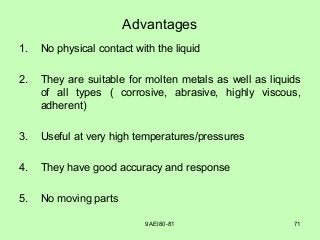 Advantages
1. No physical contact with the liquid
2. They are suitable for molten metals as well as liquids
of all types ( corrosive, abrasive, highly viscous,
adherent)
3. Useful at very high temperatures/pressures
4. They have good accuracy and response
5. No moving parts
9AEI80-81 71